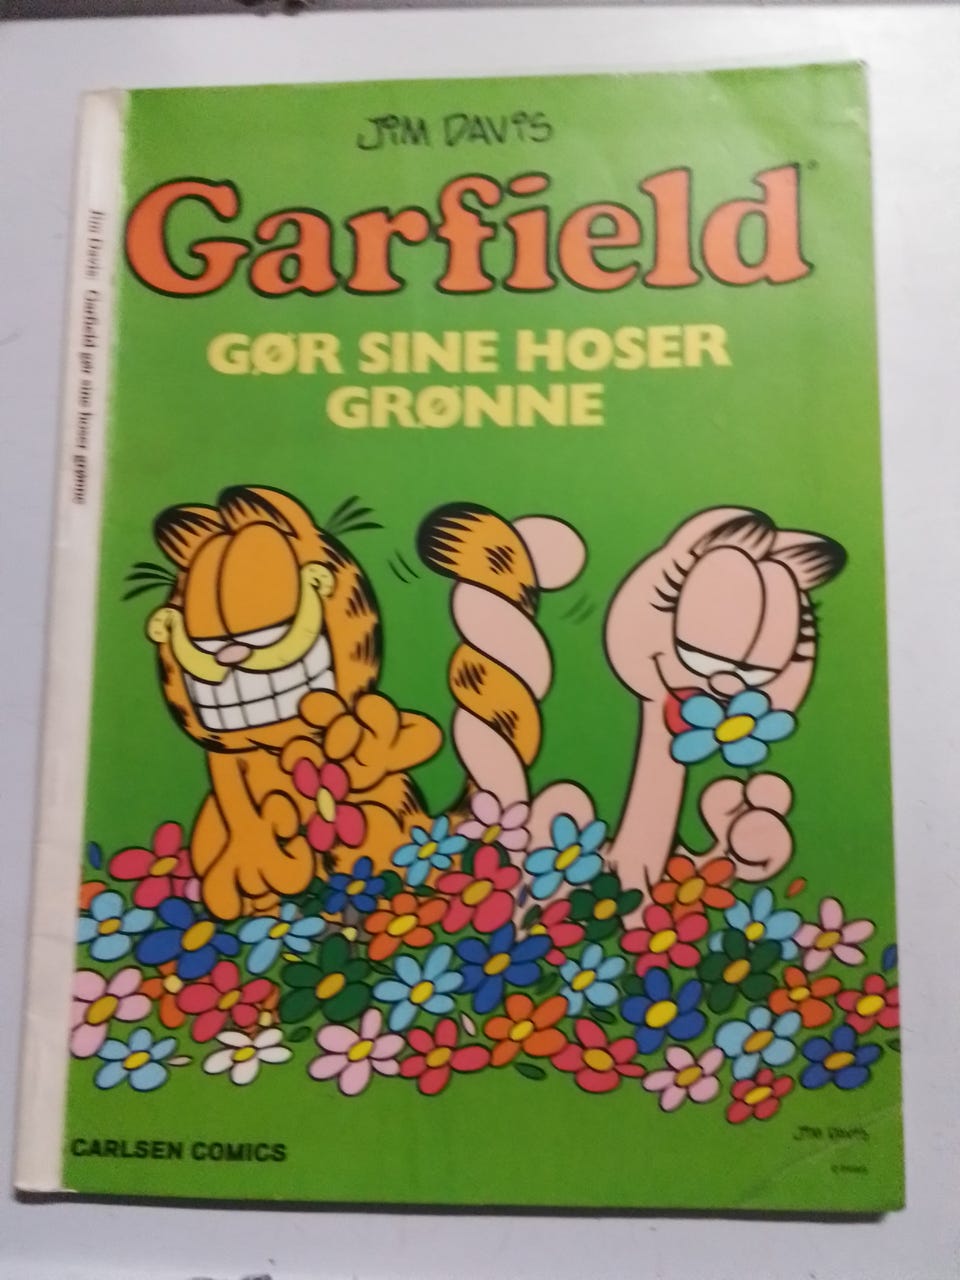 JIM DAVIS
Garfield
GØR SINE HOSER
GRØNNE
Jim Davis: Garfield gør sine hoser grønne
CARLSEN COMICS
JIM DAVIS